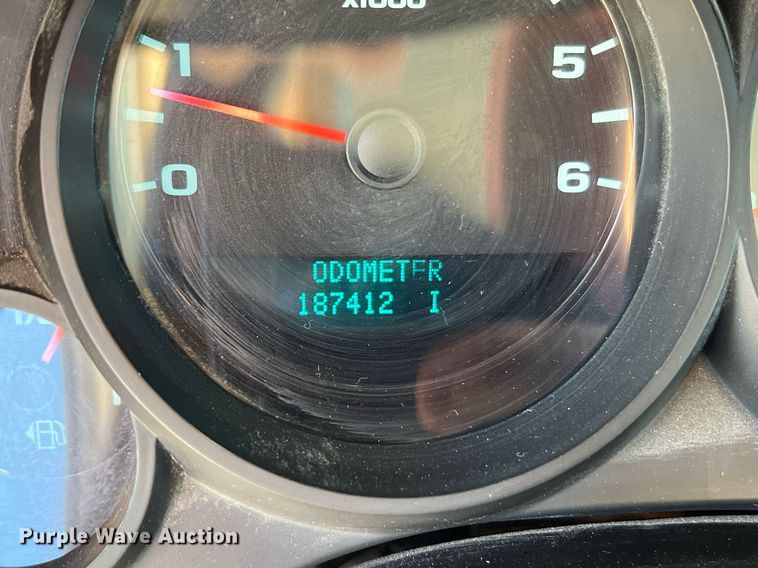 X1000
1
5
0
6
ODOMETER
187412 I
Purple Wave Auction